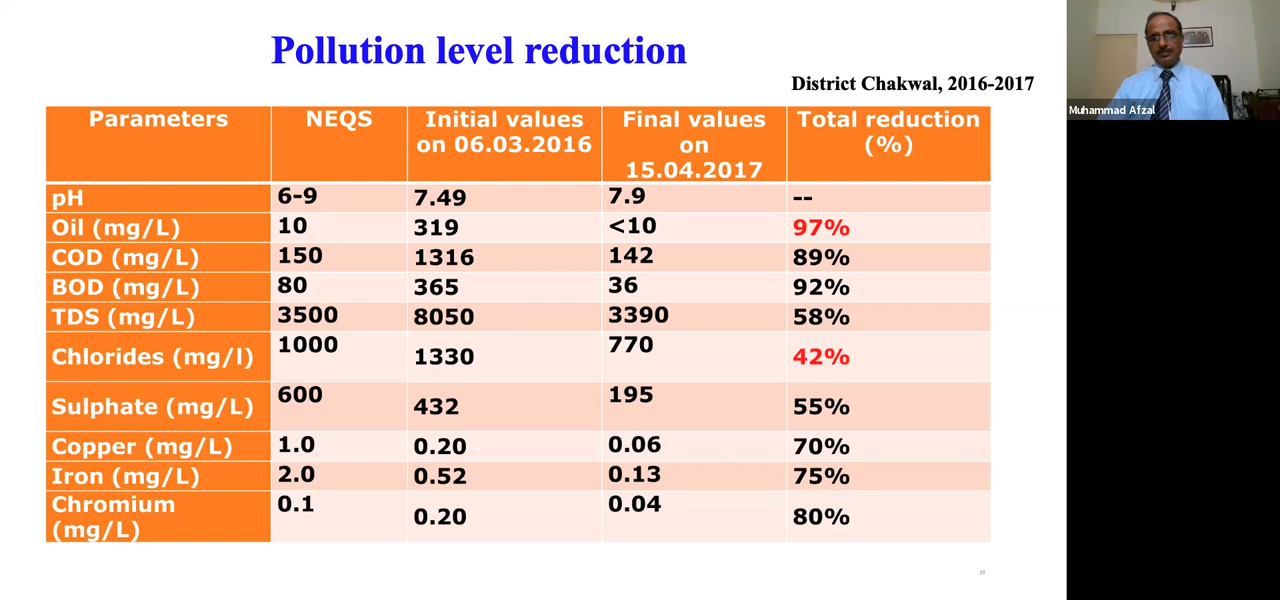 Pollution level reduction
District Chakwal, 2016-2017
Muhammad Afzal
Parameters NEQS Initial values on 06.03.2016 Final values on 15.04.2017 Total reduction (%)
pH 6-9 7.49 7.9 --
Oil (mg/L) 10 319 <10 97%
COD (mg/L) 150 1316 142 89%
BOD (mg/L) 80 365 36 92%
TDS (mg/L) 3500 8050 3390 58%
Chlorides (mg/l) 1000 1330 770 42%
Sulphate (mg/L) 600 432 195 55%
Copper (mg/L) 1.0 0.20 0.06 70%
Iron (mg/L) 2.0 0.52 0.13 75%
Chromium (mg/L) 0.1 0.20 0.04 80%